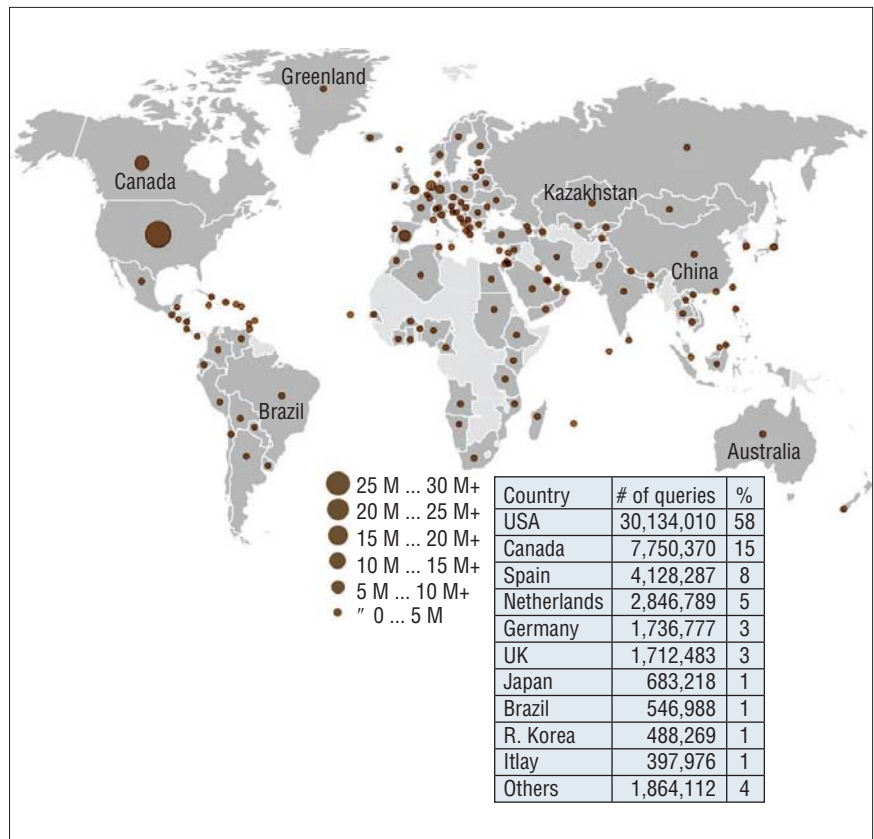 Greenland
Canada
Kazakhstan
China
Brazil
Australia
25 M ... 30 M+
20 M ... 25 M+
15 M ... 20 M+
10 M ... 15 M+
5 M ... 10 M+
″ 0 ... 5 M
Country # of queries %
USA 30,134,010 58
Canada 7,750,370 15
Spain 4,128,287 8
Netherlands 2,846,789 5
Germany 1,736,777 3
UK 1,712,483 3
Japan 683,218 1
Brazil 546,988 1
R. Korea 488,269 1
Itlay 397,976 1
Others 1,864,112 4